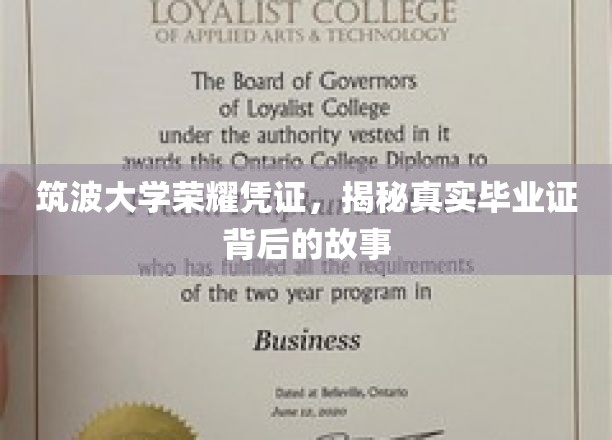 LOYALIST COLLEGE
OF APPLIED ARTS & TECHNOLOGY
The Board of Governors
of Loyalist College
under the authority vested in it
awards this Ontario College Diploma to
筑波大学荣耀凭证，揭秘真实毕业证
背后的故事
who has fulfilled all the requirements
of the two year program in
Business
Dated at Belleville, Ontario
June 12, 2020